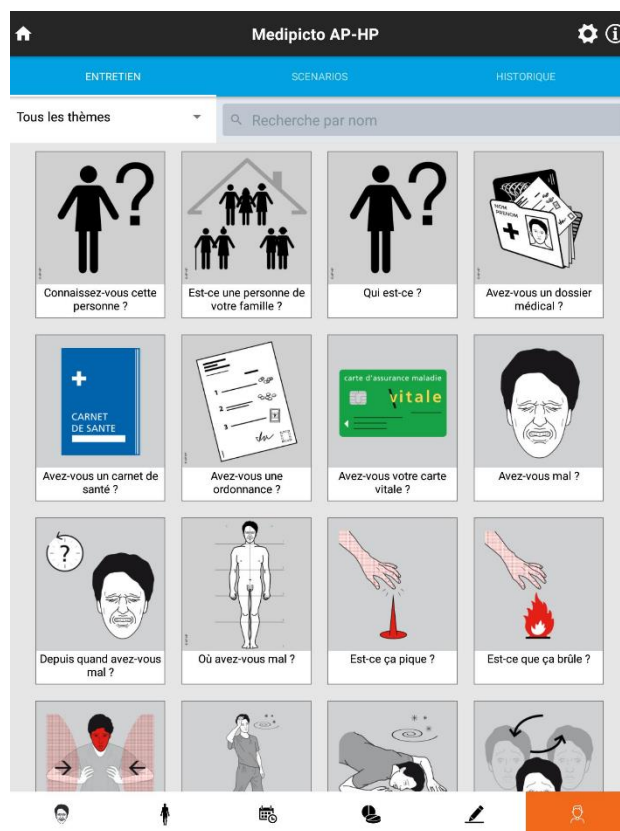 Medipicto AP-HP
ENTRETIEN
SCENARIOS
HISTORIQUE
Tous les thèmes
Recherche par nom
?
?
NOM
PRENOM
Connaissez-vous cette
personne ?
Est-ce une personne de
votre famille ?
Qui est-ce ?
Avez-vous un dossier
médical ?
CARNET
DE SANTE
1
2
3
carte d'assurance maladie
vitale
Avez-vous un carnet de
santé ?
Avez-vous une
ordonnance ?
Avez-vous votre carte
vitale ?
Avez-vous mal ?
?
Depuis quand avez-vous
mal ?
Où avez-vous mal ?
Est-ce ça pique ?
Est-ce que ça brûle ?